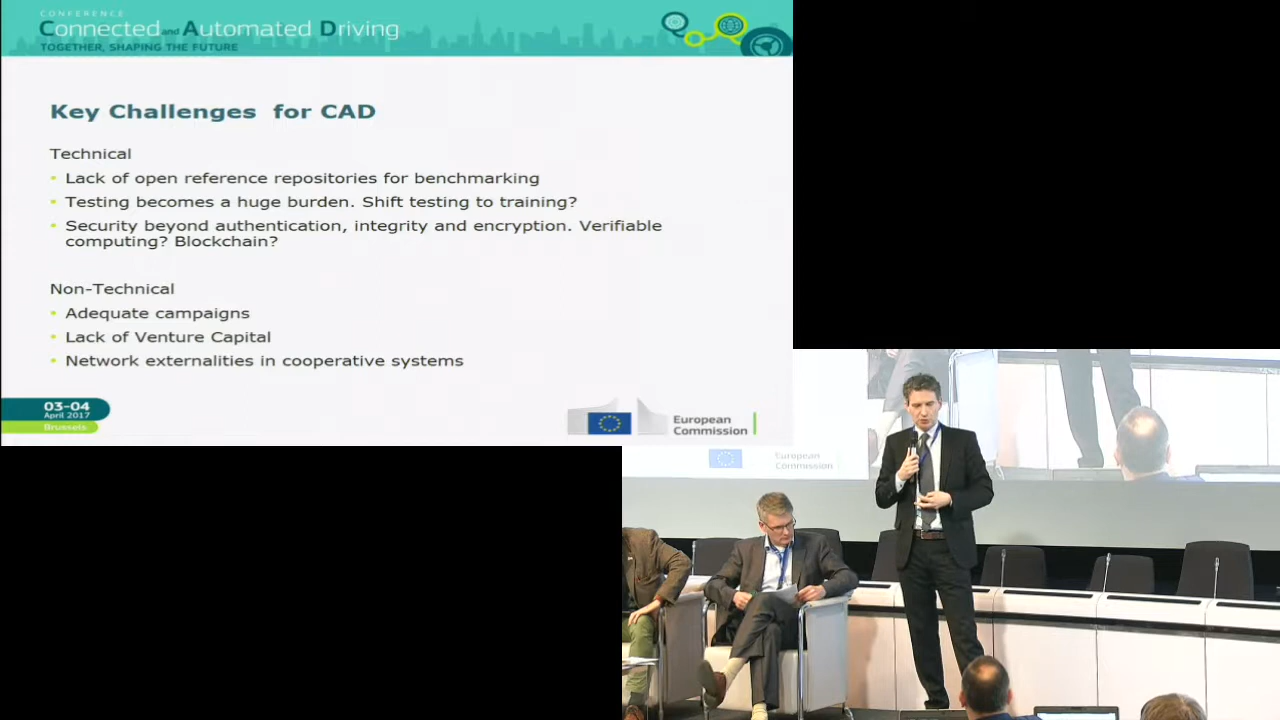 CONFERENCE
Connected and Automated Driving
TOGETHER, SHAPING THE FUTURE
Key Challenges for CAD
Technical
• Lack of open reference repositories for benchmarking
• Testing becomes a huge burden. Shift testing to training?
• Security beyond authentication, integrity and encryption. Verifiable
computing? Blockchain?
Non-Technical
• Adequate campaigns
• Lack of Venture Capital
• Network externalities in cooperative systems
03-04
April 2017
Brussels
European
Commission
European
Commission